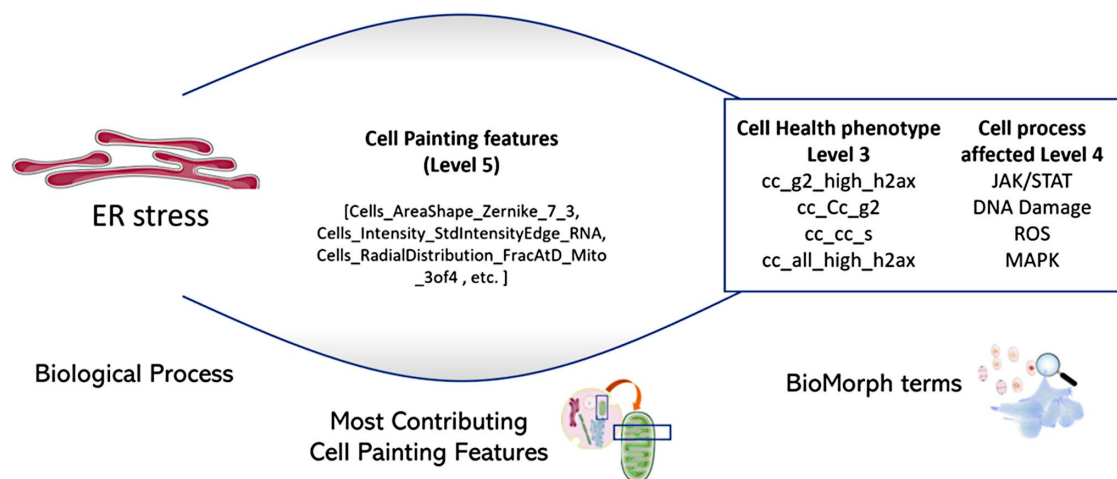 ER stress
Biological Process
Cell Painting features
(Level 5)
[Cells_AreaShape_Zernike_7_3,
Cells_Intensity_StdIntensityEdge_RNA,
Cells_RadialDistribution_FracAtD_Mito
_3of4 , etc. ]
Most Contributing
Cell Painting Features
Cell Health phenotype
Level 3
cc_g2_high_h2ax
cc_Cc_g2
cc_cc_s
cc_all_high_h2ax
Cell process
affected Level 4
JAK/STAT
DNA Damage
ROS
MAPK
BioMorph terms